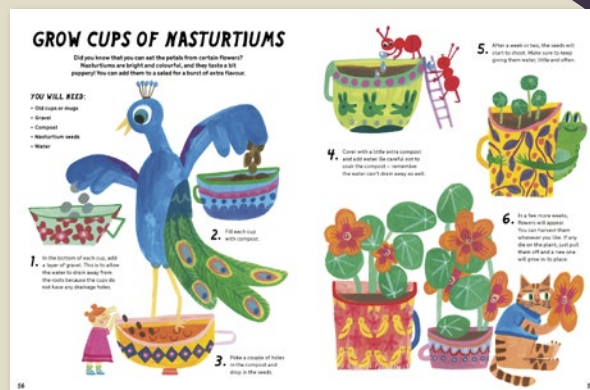 GROW CUPS OF NASTURTIUMS
Did you know that you can eat the petals from certain flowers?
Nasturtiums are bright and colourful, and they taste a bit
peppery! You can add them to a salad for a burst of extra flavour.
YOU WILL NEED:
• Old cups or mugs
• Gravel
• Compost
• Nasturtium seeds
• Water
1. In the bottom of each cup, add
a layer of gravel. This is to allow
the water to drain away from
the roots because the cups do
not have any drainage holes.
2. Fill each cup
with compost.
3. Poke a couple of holes
in the compost and
drop in the seeds.
4. Cover with a little extra compost
and add water. Be careful not to
soak the compost – remember
the water can't drain away as well.
5. After a week or two, the seeds will
start to shoot. Make sure to keep
giving them water, little and often.
6. In a few more weeks,
flowers will appear.
You can harvest them
whenever you like. If any
die on the plant, just pull
them off and a new one
will grow in its place.
56